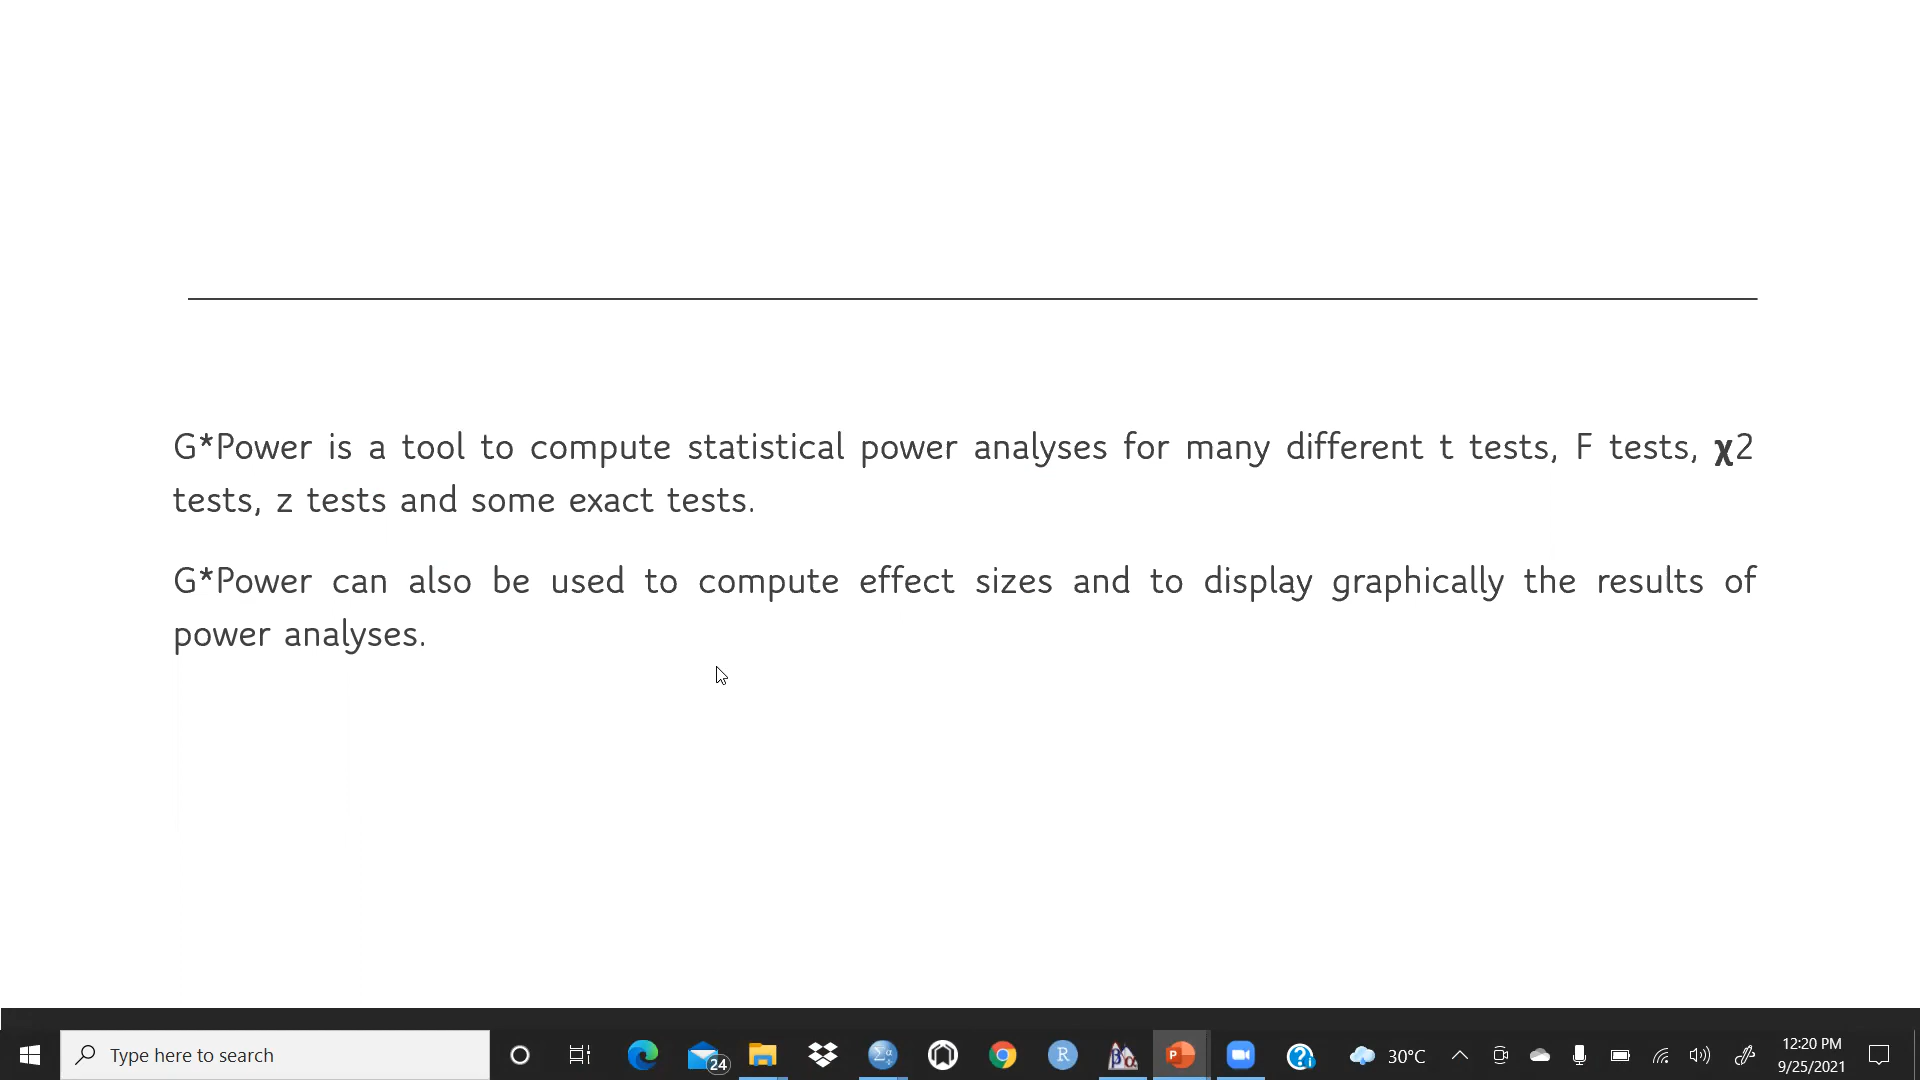 G*Power is a tool to compute statistical power analyses for many different t tests, F tests, χ2
tests, z tests and some exact tests.
G*Power can also be used to compute effect sizes and to display graphically the results of
power analyses.
Type here to search
24
30°C
12:20 PM
9/25/2021